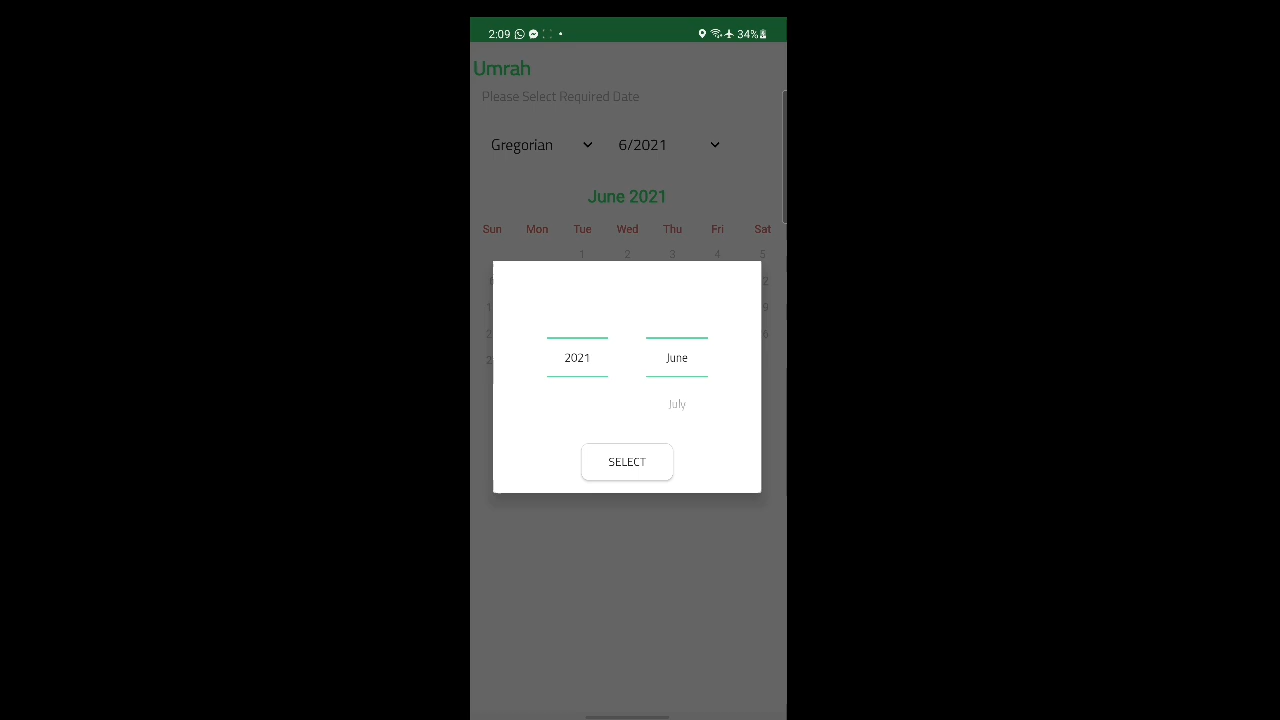 2:09 34%
Umrah
Please Select Required Date
Gregorian 6/2021
June 2021
Sun Mon Tue Wed Thu Fri Sat
1 2 3 4 5
2021 June
July
SELECT